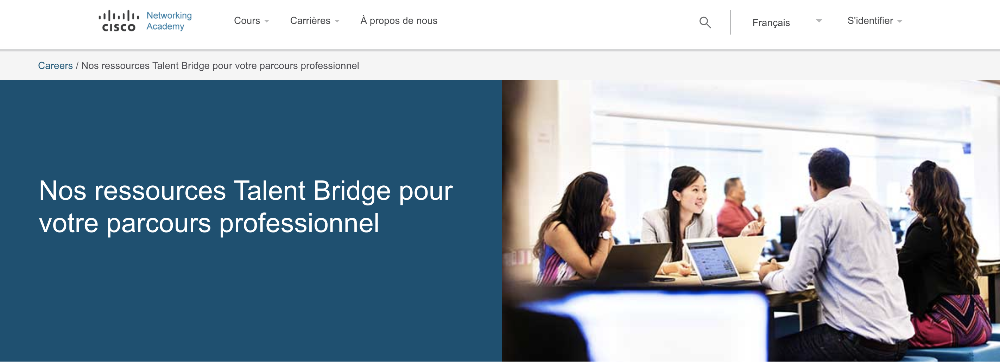 CISCO
Networking
Academy
Cours
Carrières
À propos de nous
Français
S'identifier
Careers / Nos ressources Talent Bridge pour votre parcours professionnel
Nos ressources Talent Bridge pour
votre parcours professionnel